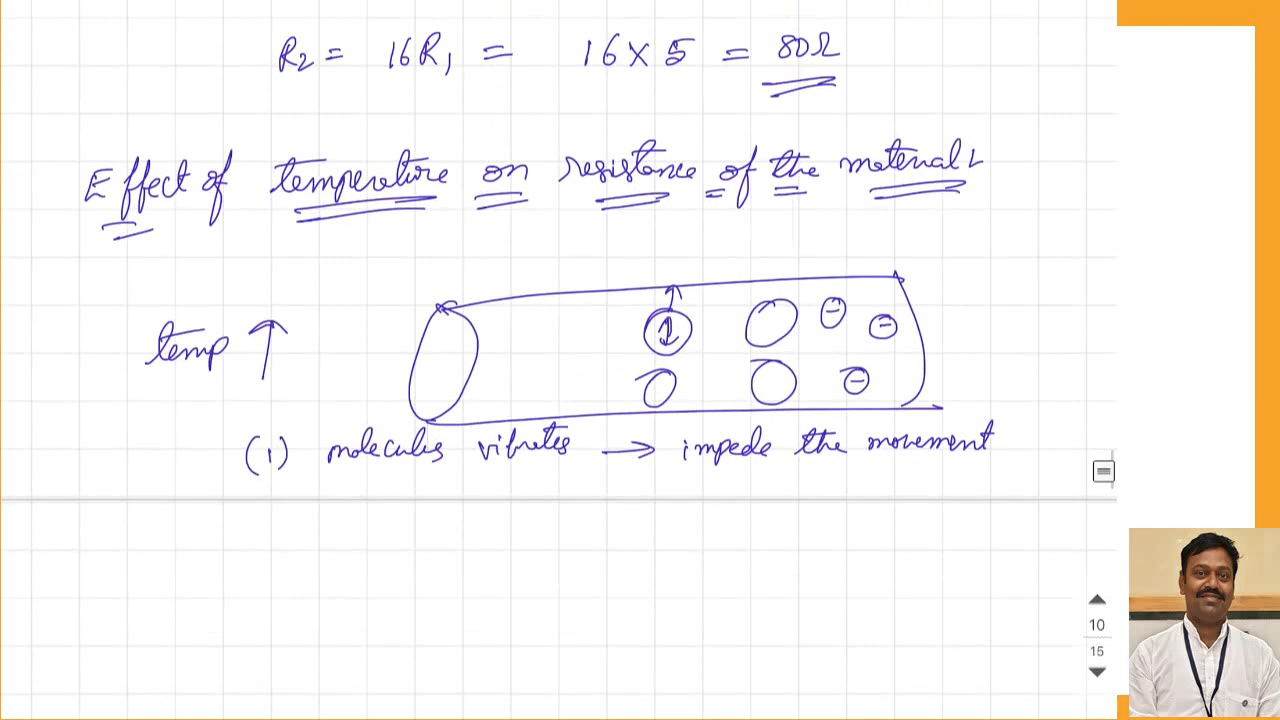 R2 = 16R1 = 16 × 5 = 80Ω
Effect of temperature on resistance of the material
temp ↑
(1) molecules vibrates → impede the movement
10
15